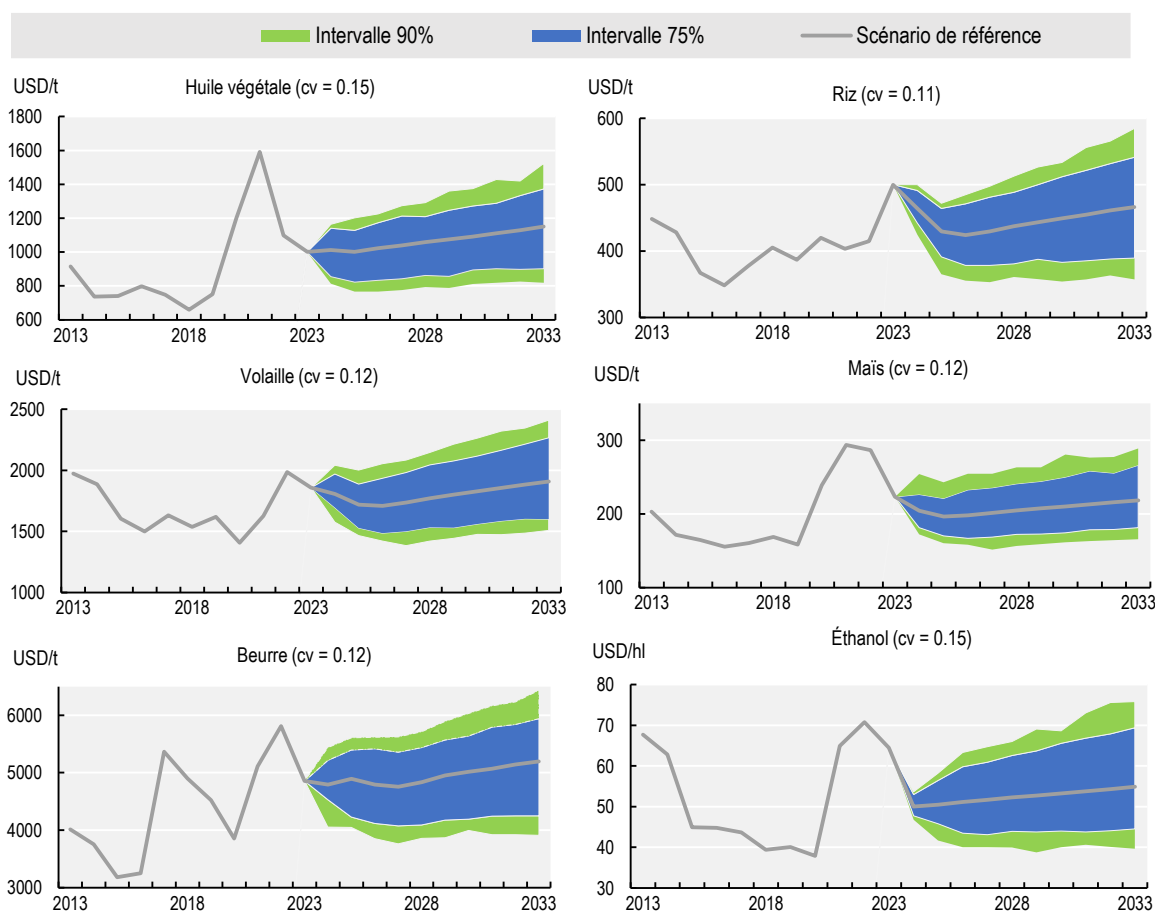 Intervalle 90% Intervalle 75% Scénario de référence
USD/t
Huile végétale (cv = 0.15)
1800
1600
1400
1200
1000
800
600
2013 2018 2023 2028 2033
USD/t
Riz (cv = 0.11)
600
500
400
300
2013 2018 2023 2028 2033
USD/t
Volaille (cv = 0.12)
2500
2000
1500
1000
2013 2018 2023 2028 2033
USD/t
Maïs (cv = 0.12)
300
200
100
2013 2018 2023 2028 2033
USD/t
Beurre (cv = 0.12)
6000
5000
4000
3000
2013 2018 2023 2028 2033
USD/hl
Éthanol (cv = 0.15)
80
70
60
50
40
30
2013 2018 2023 2028 2033